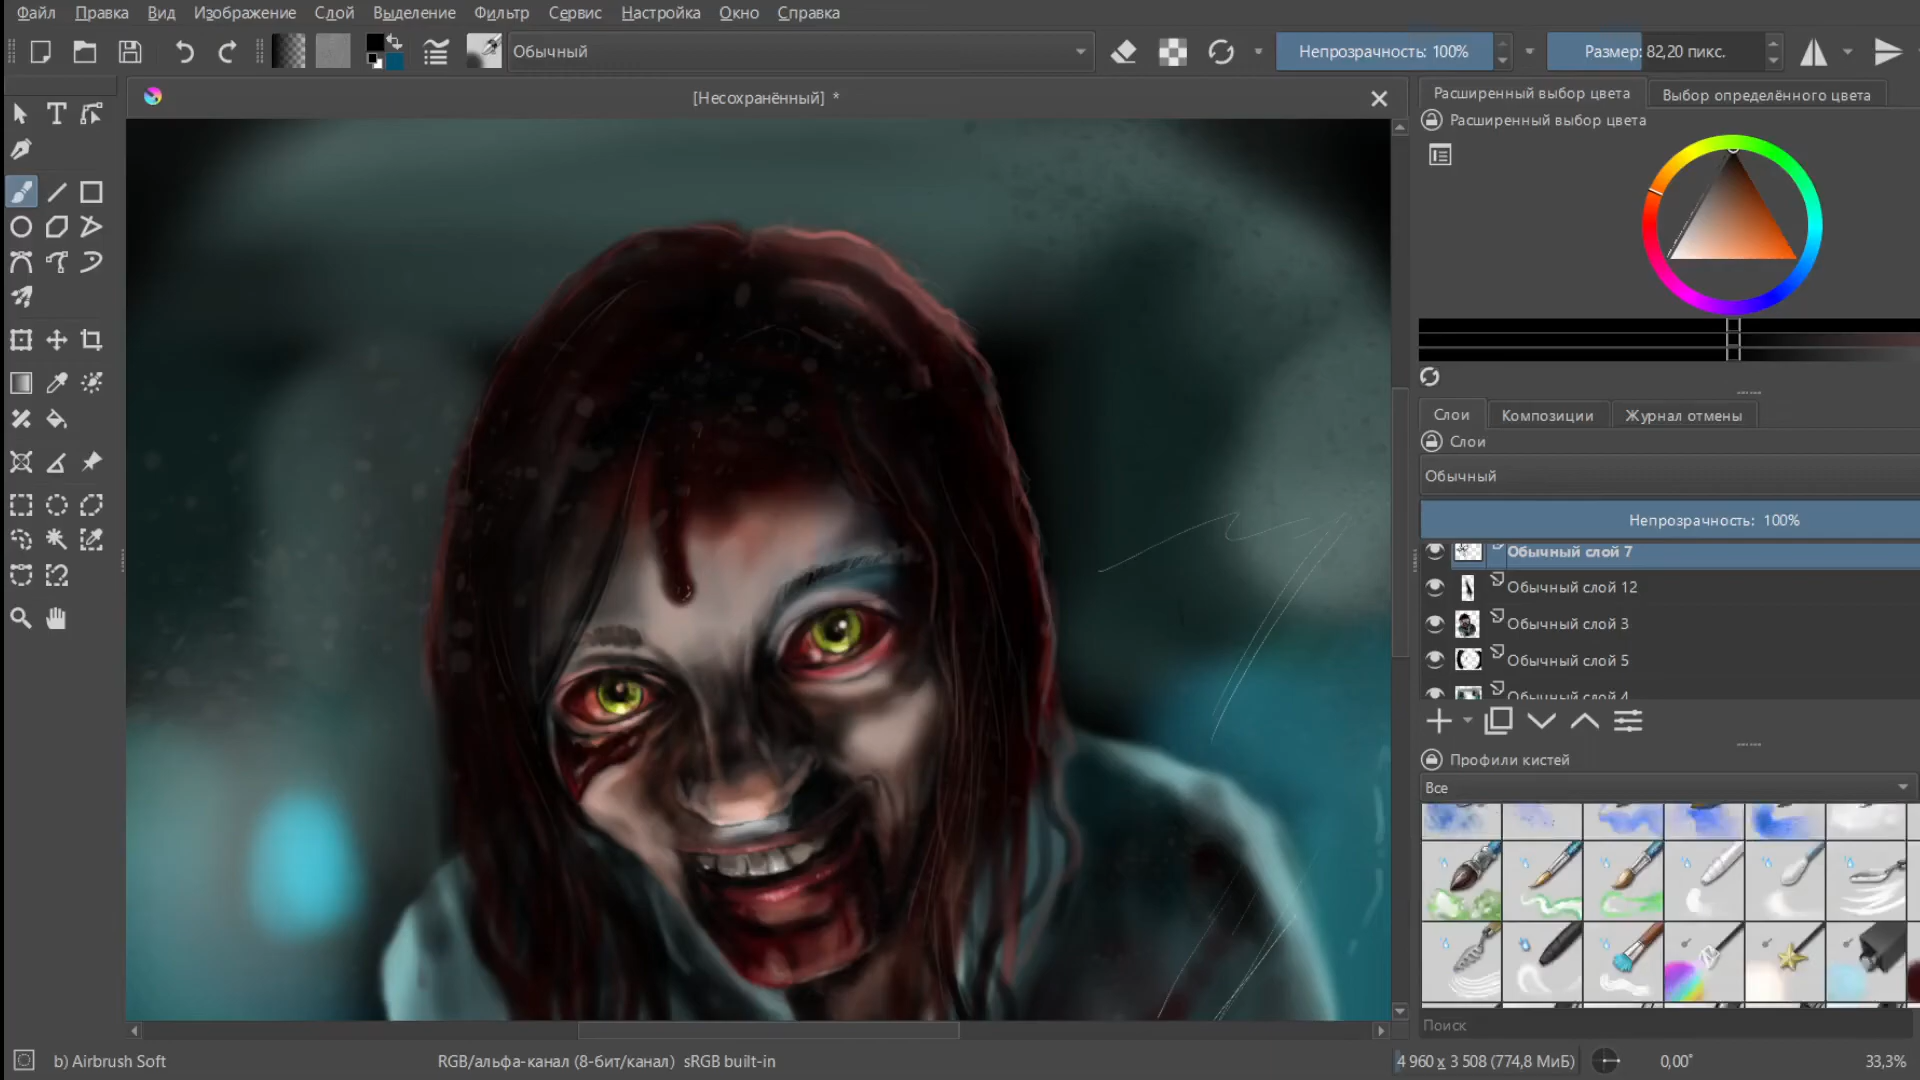 Файл Правка Вид Изображение Слой Выделение Фильтр Сервис Настройка Окно Справка
Обычный
Непрозрачность: 100%
Размер: 82,20 пикс.
[Несохранённый] *
Расширенный выбор цвета
Выбор определённого цвета
Расширенный выбор цвета
Слои
Композиции
Журнал отмены
Слои
Обычный
Непрозрачность: 100%
Обычный слой 7
Обычный слой 12
Обычный слой 3
Обычный слой 5
Обычный слой 4
Профили кистей
Все
Поиск
b) Airbrush Soft
RGB/альфа-канал (8-бит/канал) sRGB built-in
4 960 x 3 508 (774,8 МиБ)
0,00°
33,3%